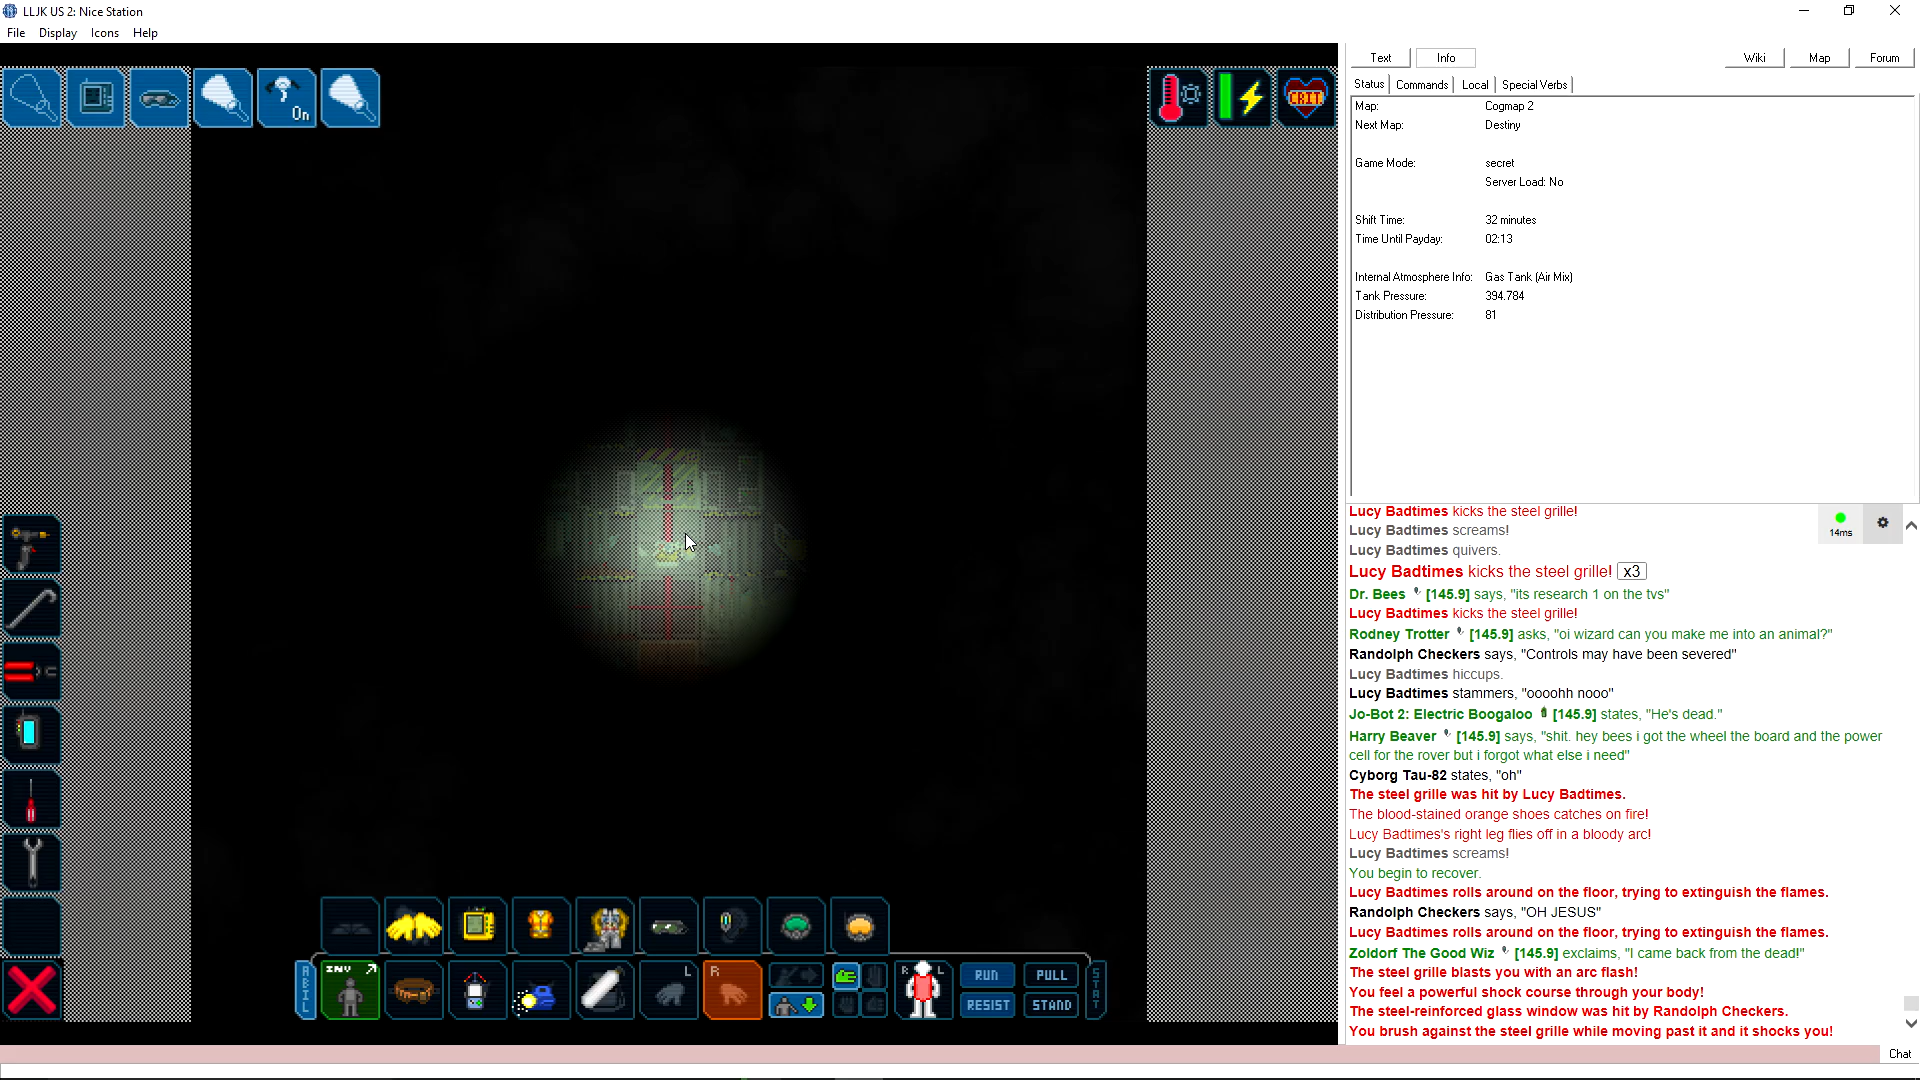 LLJK US 2: Nice Station
File Display Icons Help
On
CRIT
Text Info Wiki Map Forum
Status Commands Local Special Verbs
Map: Cogmap 2
Next Map: Destiny
Game Mode: secret
Server Load: No
Shift Time: 32 minutes
Time Until Payday: 02:13
Internal Atmosphere Info: Gas Tank (Air Mix)
Tank Pressure: 394.784
Distribution Pressure: 81
14ms
Lucy Badtimes kicks the steel grille!
Lucy Badtimes screams!
Lucy Badtimes quivers.
Lucy Badtimes kicks the steel grille! x3
Dr. Bees [145.9] says, "its research 1 on the tvs"
Lucy Badtimes kicks the steel grille!
Rodney Trotter [145.9] asks, "oi wizard can you make me into an animal?"
Randolph Checkers says, "Controls may have been severed"
Lucy Badtimes hiccups.
Lucy Badtimes stammers, "oooohh nooo"
Jo-Bot 2: Electric Boogaloo [145.9] states, "He's dead."
Harry Beaver [145.9] says, "shit. hey bees i got the wheel the board and the power
cell for the rover but i forgot what else i need"
Cyborg Tau-82 states, "oh"
The steel grille was hit by Lucy Badtimes.
The blood-stained orange shoes catches on fire!
Lucy Badtimes's right leg flies off in a bloody arc!
Lucy Badtimes screams!
You begin to recover.
Lucy Badtimes rolls around on the floor, trying to extinguish the flames.
Randolph Checkers says, "OH JESUS"
Lucy Badtimes rolls around on the floor, trying to extinguish the flames.
Zoldorf The Good Wiz [145.9] exclaims, "I came back from the dead!"
The steel grille blasts you with an arc flash!
You feel a powerful shock course through your body!
The steel-reinforced glass window was hit by Randolph Checkers.
You brush against the steel grille while moving past it and it shocks you!
Chat
ABIL
INV
L
R
R L
RUN PULL
RESIST STAND
STAT